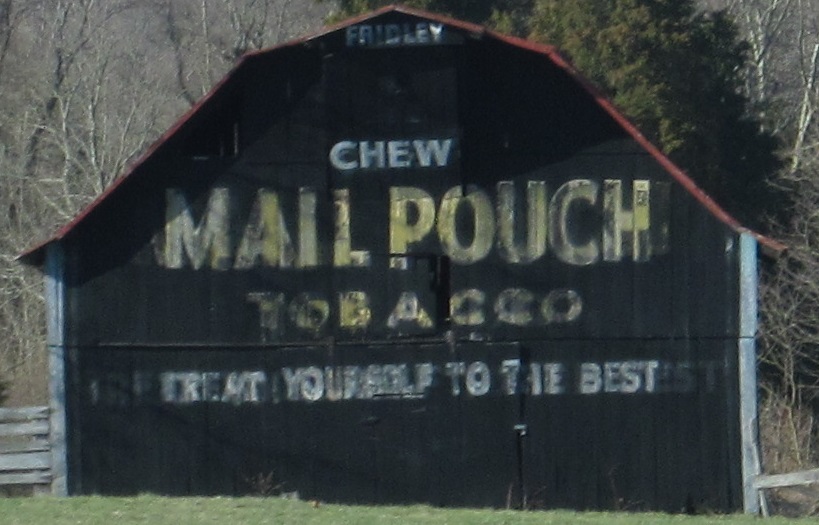 FRIDLEY
CHEW
MAIL POUCH
TOBACCO
TREAT YOURSELF TO THE BEST